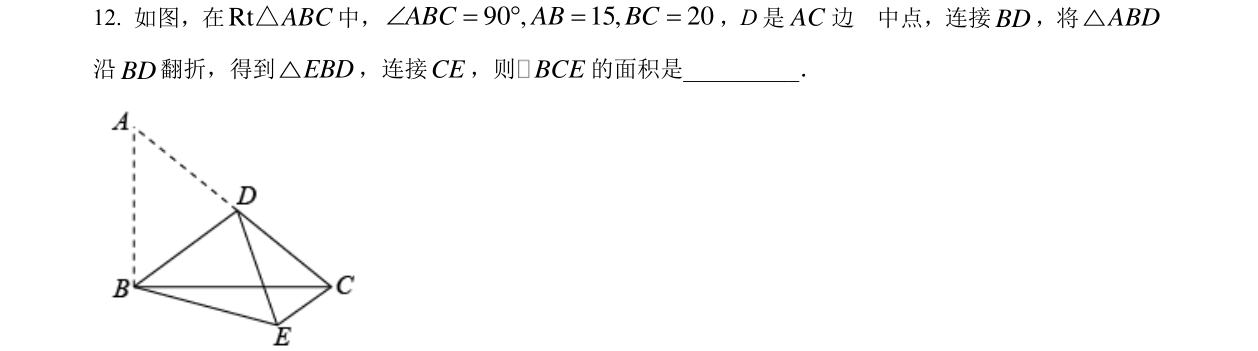 12. 如图，在Rt△ABC中，∠ABC=90°, AB=15, BC=20，D是AC边 中点，连接BD，将△ABD
沿BD翻折，得到△EBD，连接CE，则□BCE的面积是__________.
A
D
B
C
E